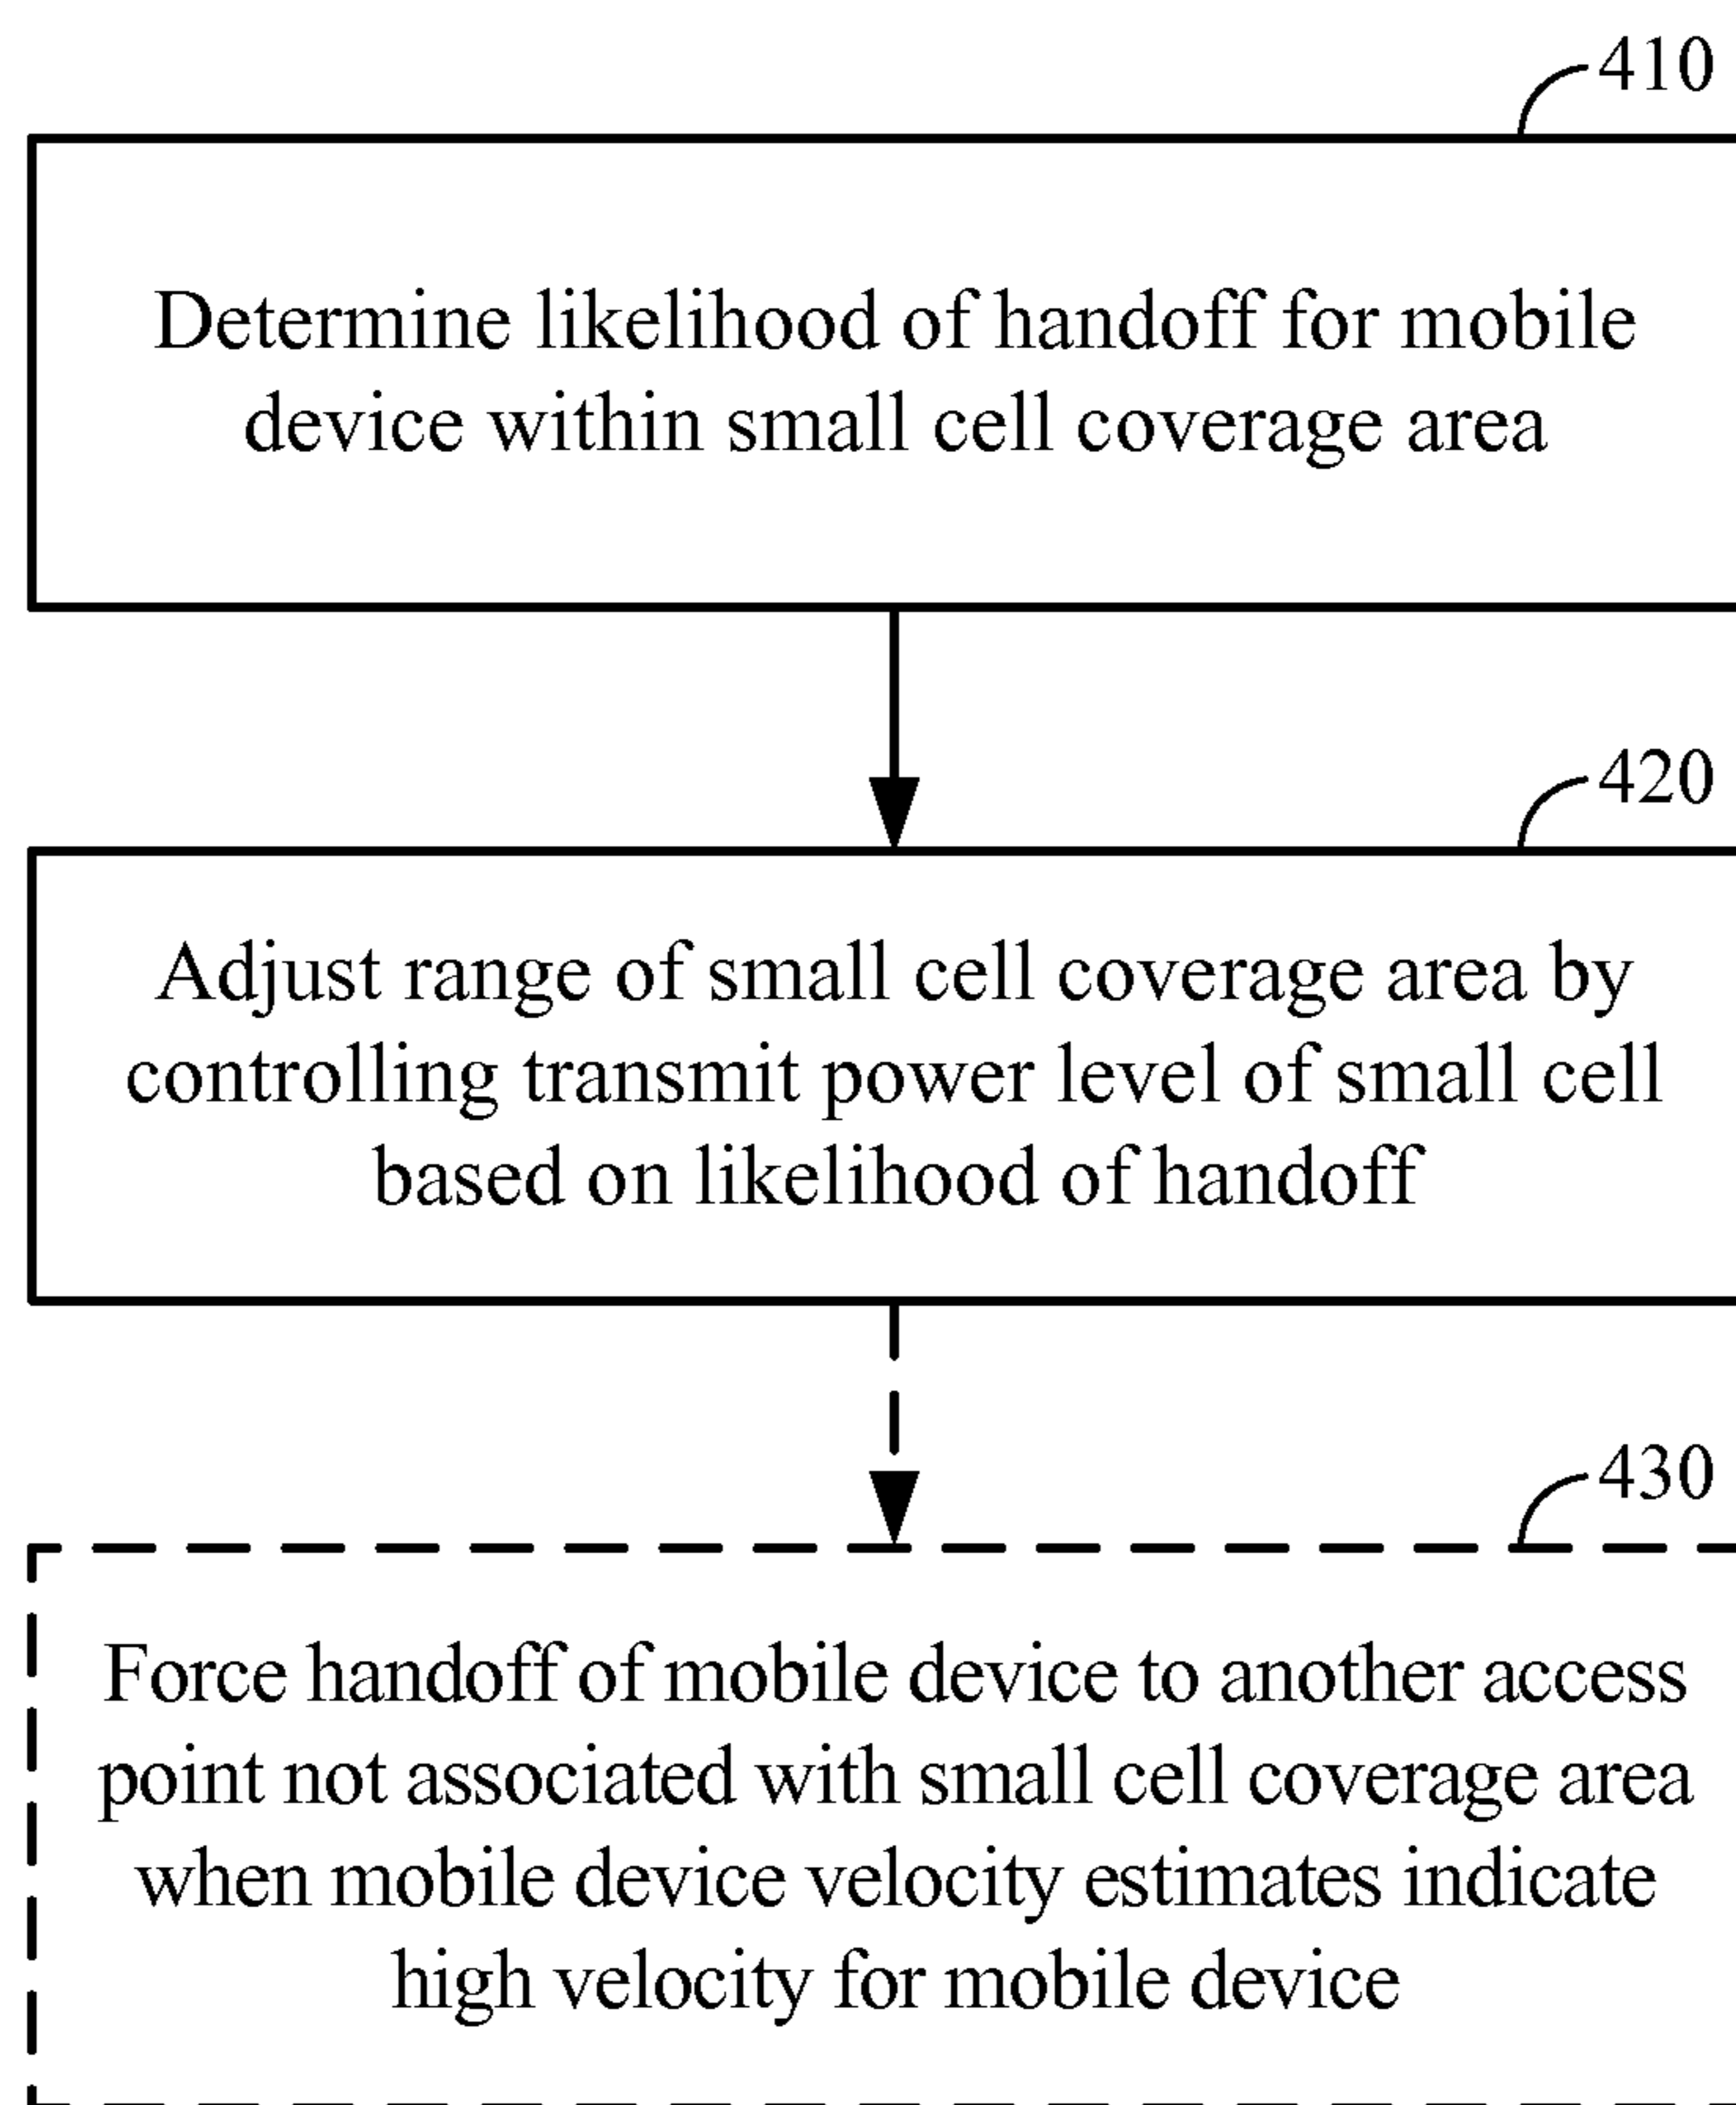 410
Determine likelihood of handoff for mobile
device within small cell coverage area
420
Adjust range of small cell coverage area by
controlling transmit power level of small cell
based on likelihood of handoff
430
Force handoff of mobile device to another access
point not associated with small cell coverage area
when mobile device velocity estimates indicate
high velocity for mobile device